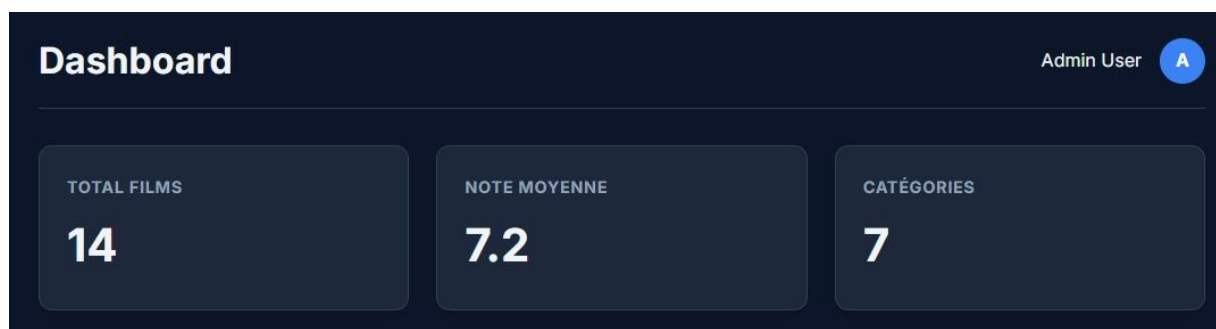 Dashboard
Admin User A
TOTAL FILMS
14
NOTE MOYENNE
7.2
CATÉGORIES
7